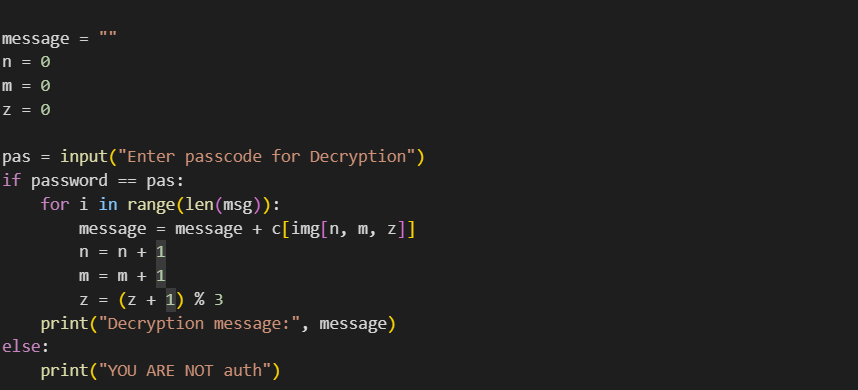 message = ""
n = 0
m = 0
z = 0

pas = input("Enter passcode for Decryption")
if password == pas:
    for i in range(len(msg)):
        message = message + c[img[n, m, z]]
        n = n + 1
        m = m + 1
        z = (z + 1) % 3
    print("Decryption message:", message)
else:
    print("YOU ARE NOT auth")